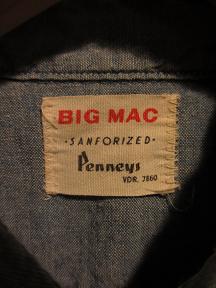 BIG MAC
·SANFORIZED·
Penneys
VDR. 7860